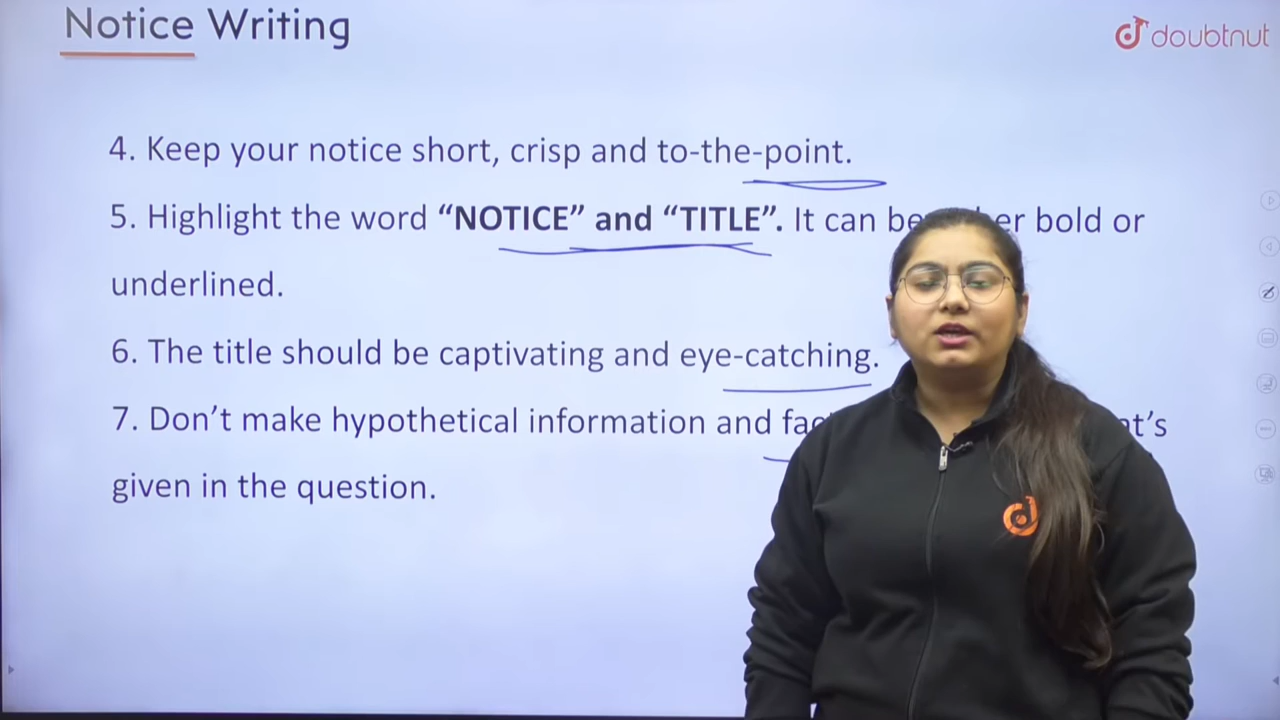 Notice Writing
doubtnut
4. Keep your notice short, crisp and to-the-point.
5. Highlight the word “NOTICE” and “TITLE”. It can be bold or
underlined.
6. The title should be captivating and eye-catching.
7. Don’t make hypothetical information and
given in the question.